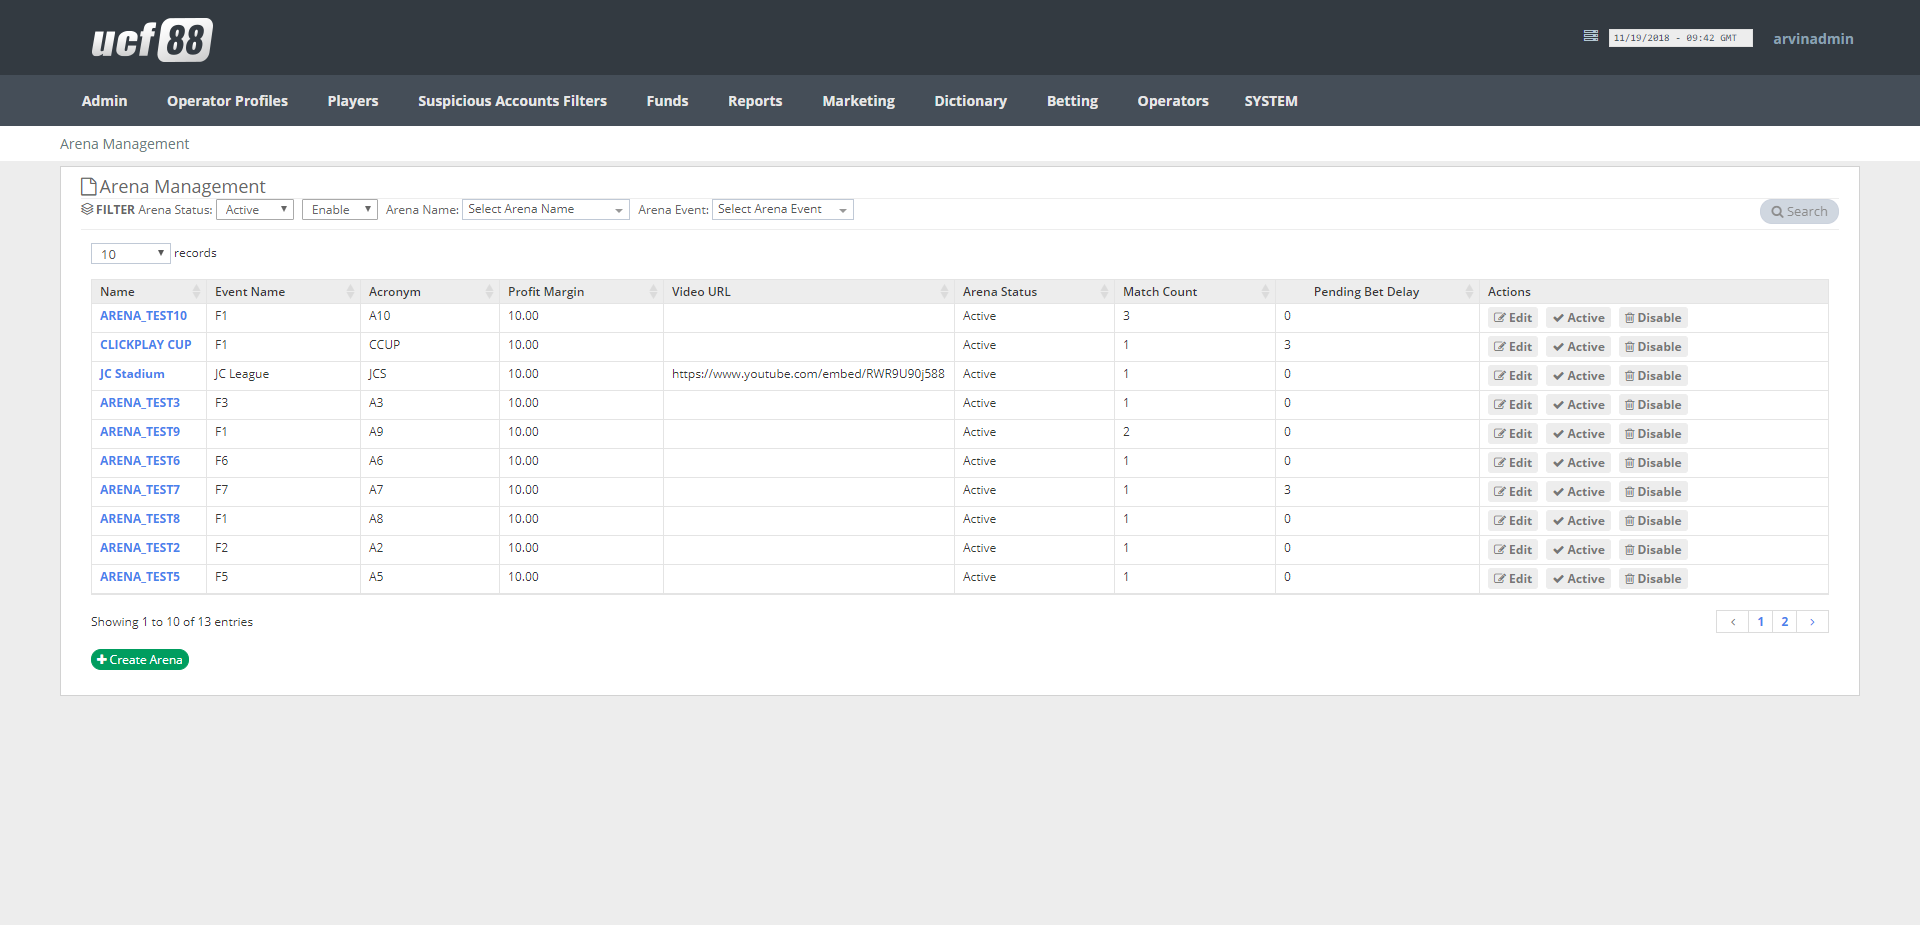 ucf88
11/19/2018 - 09:42 GMT arvinadmin
Admin Operator Profiles Players Suspicious Accounts Filters Funds Reports Marketing Dictionary Betting Operators SYSTEM
Arena Management
Arena Management
FILTER Arena Status: Active Enable Arena Name: Select Arena Name Arena Event: Select Arena Event Search
10 records
Name Event Name Acronym Profit Margin Video URL Arena Status Match Count Pending Bet Delay Actions
ARENA_TEST10 F1 A10 10.00 Active 3 0 Edit Active Disable
CLICKPLAY CUP F1 CCUP 10.00 Active 1 3 Edit Active Disable
JC Stadium JC League JCS 10.00 https://www.youtube.com/embed/RWR9U90j588 Active 1 0 Edit Active Disable
ARENA_TEST3 F3 A3 10.00 Active 1 0 Edit Active Disable
ARENA_TEST9 F1 A9 10.00 Active 2 0 Edit Active Disable
ARENA_TEST6 F6 A6 10.00 Active 1 0 Edit Active Disable
ARENA_TEST7 F7 A7 10.00 Active 1 3 Edit Active Disable
ARENA_TEST8 F1 A8 10.00 Active 1 0 Edit Active Disable
ARENA_TEST2 F2 A2 10.00 Active 1 0 Edit Active Disable
ARENA_TEST5 F5 A5 10.00 Active 1 0 Edit Active Disable
Showing 1 to 10 of 13 entries ‹ 1 2 ›
Create Arena